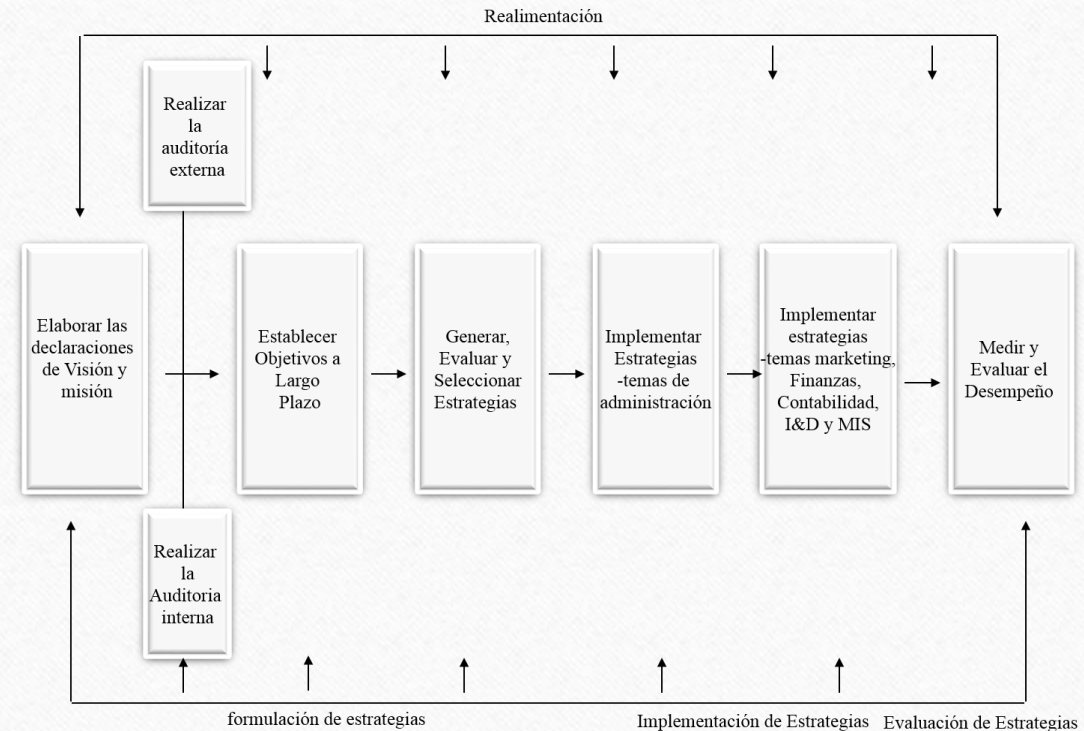 Realimentación
Realizar
la
auditoría
externa
Elaborar las
declaraciones
de Visión y
misión
Establecer
Objetivos a
Largo
Plazo
Generar,
Evaluar y
Seleccionar
Estrategias
Implementar
Estrategias
-temas de
administración
Implementar
estrategias
-temas marketing,
Finanzas,
Contabilidad,
I&D y MIS
Medir y
Evaluar el
Desempeño
Realizar
la
Auditoria
interna
formulación de estrategias
Implementación de Estrategias
Evaluación de Estrategias